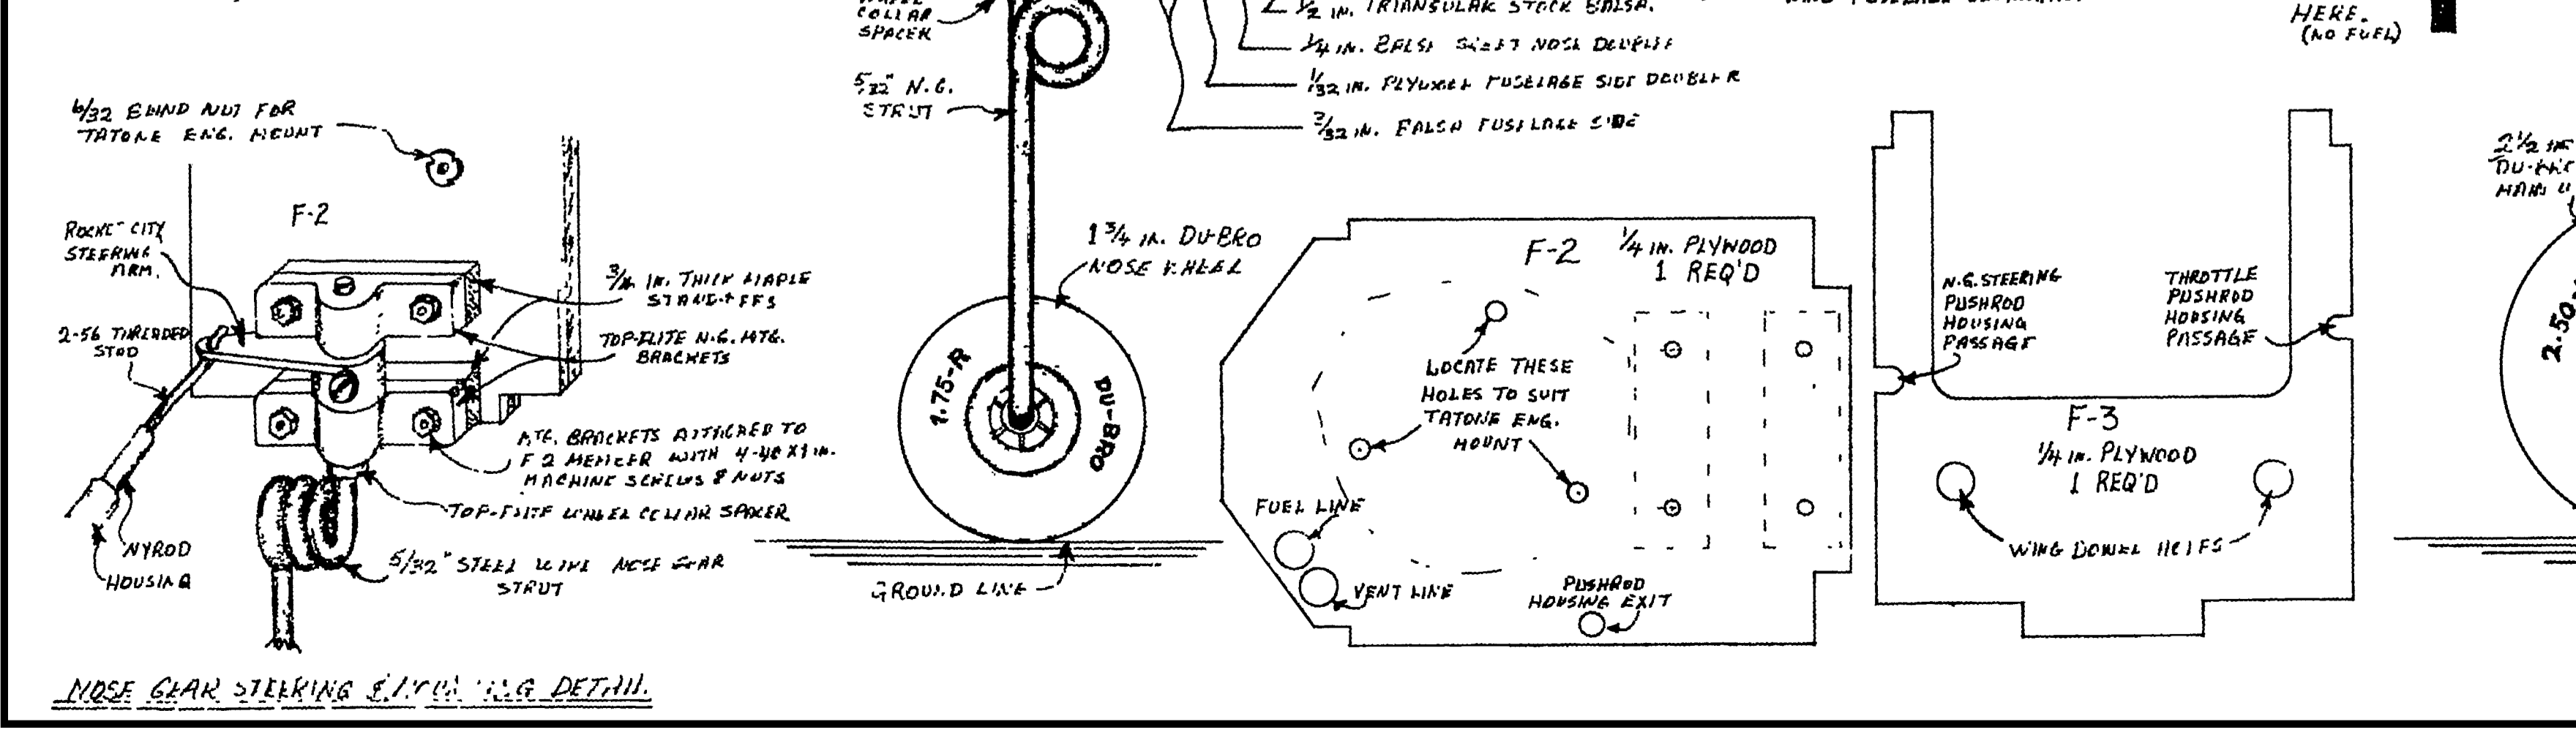 COLLAR
SPACER
5/32" N.G.
STRUT
1/2 IN. TRIANGULAR STOCK BALSA.
1/4 IN. BALSA SHEET NOSE DOUBLER
1/32 IN. PLYWOOD FUSELAGE SIDE DOUBLER
3/32 IN. BALSA FUSELAGE SIDE
HERE.
(NO FUEL)
6/32 BLIND NUT FOR
TATONE ENG. MOUNT
F-2
ROCKET CITY
STEERING
ARM.
2-56 THREADED
STUD
IN. THICK MAPLE
STAND-OFFS
TOP-FLITE N.G. MTG.
BRACKETS
MTG. BRACKETS ATTACHED TO
F 2 MEMBER WITH 4-40 X 1 IN.
MACHINE SCREWS & NUTS
TOP-FLITE WHEEL COLLAR SPACER
NYROD
HOUSING
5/32" STEEL WIRE NOSE GEAR
STRUT
NOSE GEAR STEERING & DETAIL.
1 3/4 IN. DU-BRO
NOSE WHEEL
1.75-R
DU-BRO
GROUND LINE
F-2
1/4 IN. PLYWOOD
1 REQ'D
LOCATE THESE
HOLES TO SUIT
TATONE ENG.
MOUNT
FUEL LINE
VENT LINE
PUSHROD
HOUSING EXIT
N.G. STEERING
PUSHROD
HOUSING
PASSAGE
THROTTLE
PUSHROD
HOUSING
PASSAGE
F-3
1/4 IN. PLYWOOD
1 REQ'D
WING DOWEL HOLES
2 1/2 IN
DU-BRO
MAIN
2.50